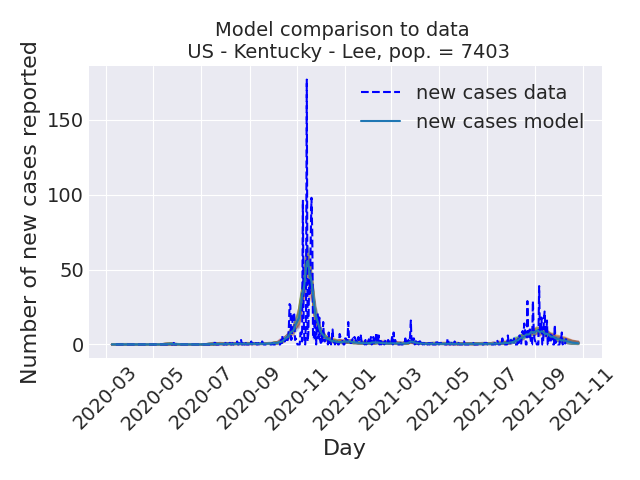 Model comparison to data
US - Kentucky - Lee, pop. = 7403
Number of new cases reported
150
100
50
0
new cases data
new cases model
2020-03
2020-05
2020-07
2020-09
2020-11
2021-01
2021-03
2021-05
2021-07
2021-09
2021-11
Day